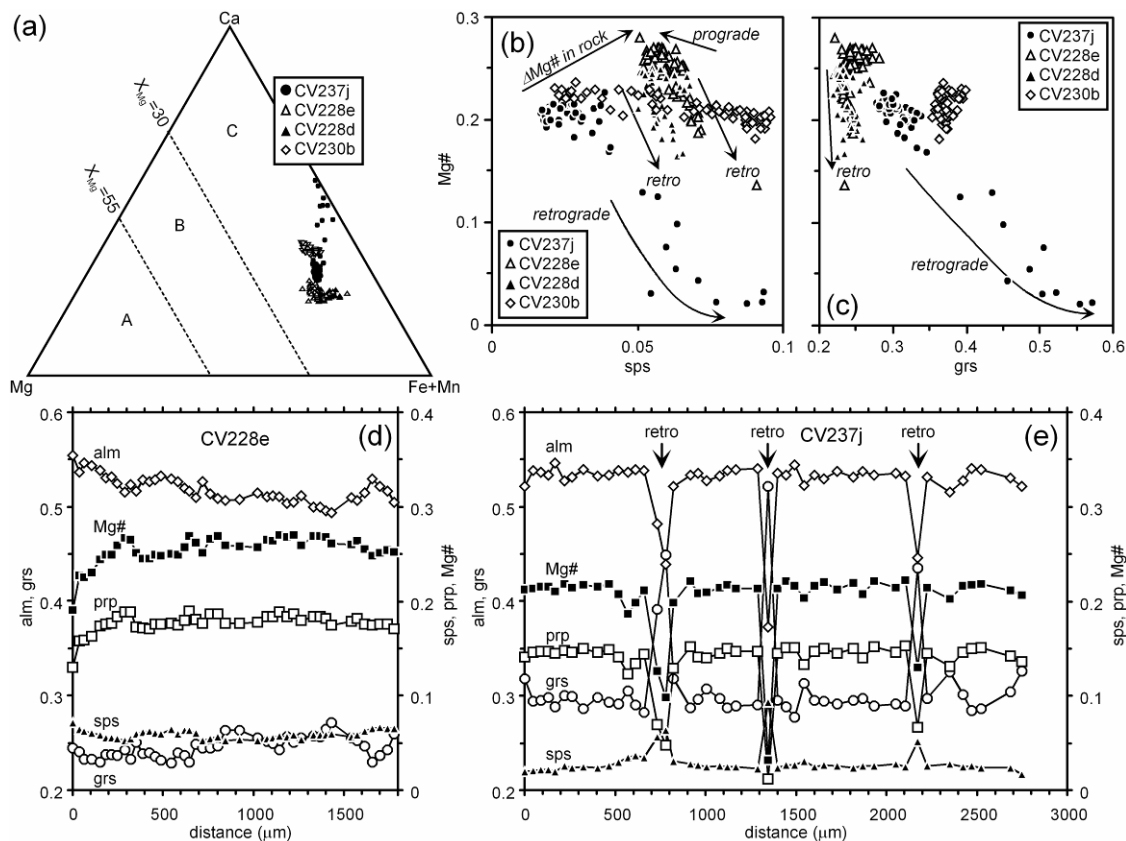 (a)
Ca
X_Mg =30
X_Mg =55
C
B
A
Mg
Fe+Mn
CV237j
CV228e
CV228d
CV230b
(b)
Mg#
0.3
0.2
0.1
0
ΔMg# in rock
prograde
retro
retro
retrograde
CV237j
CV228e
CV228d
CV230b
0
0.05
0.1
sps
CV237j
CV228e
CV228d
CV230b
retrograde
(c)
0.2
0.3
0.4
0.5
0.6
grs
0.6
0.5
0.4
0.3
0.2
alm, grs
CV228e
(d)
alm
Mg#
prp
sps
grs
0.4
0.3
0.2
0.1
0
sps, prp, Mg#
0
500
1000
1500
distance (μm)
0.6
0.5
0.4
0.3
0.2
alm, grs
retro
retro
CV237j
retro
(e)
alm
Mg#
prp
grs
sps
0.4
0.3
0.2
0.1
0
sps, prp, Mg#
0
500
1000
1500
2000
2500
3000
distance (μm)